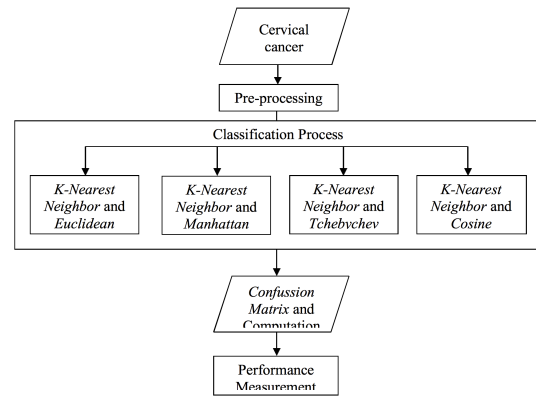 Cervical
cancer
Pre-processing
Classification Process
K-Nearest
Neighbor and
Euclidean
K-Nearest
Neighbor and
Manhattan
K-Nearest
Neighbor and
Tchebychev
K-Nearest
Neighbor and
Cosine
Confussion
Matrix and
Computation
Performance
Measurement